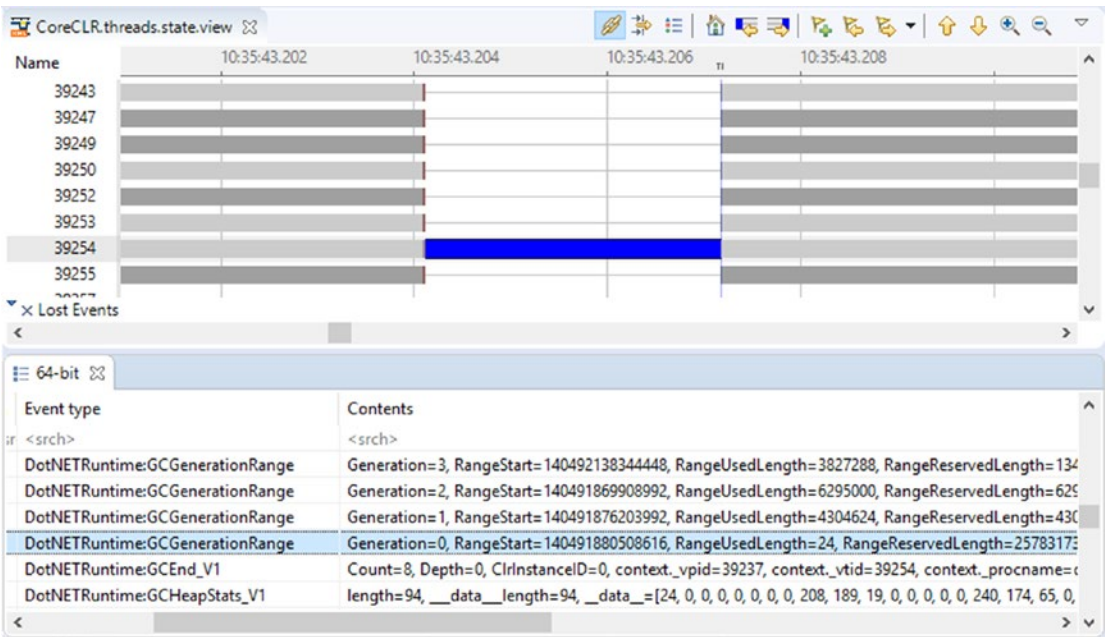 CoreCLR.threads.state.view
Name 10:35:43.202 10:35:43.204 10:35:43.206 TI 10:35:43.208
39243
39247
39249
39250
39252
39253
39254
39255
× Lost Events
64-bit
Event type Contents
<srch> <srch>
DotNETRuntime:GCGenerationRange Generation=3, RangeStart=140492138344448, RangeUsedLength=3827288, RangeReservedLength=134
DotNETRuntime:GCGenerationRange Generation=2, RangeStart=140491869908992, RangeUsedLength=6295000, RangeReservedLength=629
DotNETRuntime:GCGenerationRange Generation=1, RangeStart=140491876203992, RangeUsedLength=4304624, RangeReservedLength=430
DotNETRuntime:GCGenerationRange Generation=0, RangeStart=140491880508616, RangeUsedLength=24, RangeReservedLength=25783173
DotNETRuntime:GCEnd_V1 Count=8, Depth=0, ClrInstanceID=0, context._vpid=39237, context._vtid=39254, context._procname=
DotNETRuntime:GCHeapStats_V1 length=94, ___data___length=94, __data__=[24, 0, 0, 0, 0, 0, 0, 0, 208, 189, 19, 0, 0, 0, 0, 0, 240, 174, 65, 0,